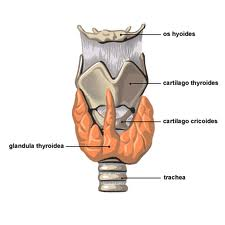 os hyoides
cartilago thyroides
cartilago cricoides
glandula thyroidea
trachea